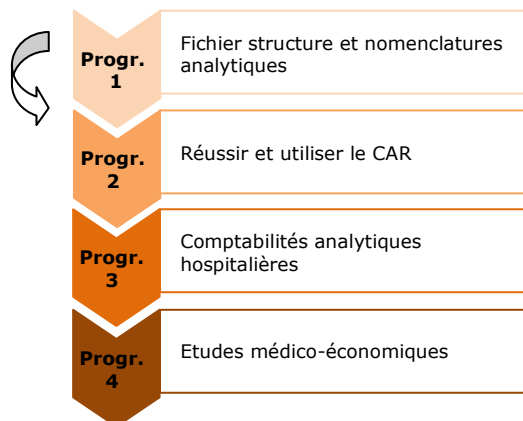 Progr.
1
Fichier structure et nomenclatures
analytiques
Progr.
2
Réussir et utiliser le CAR
Progr.
3
Comptabilités analytiques
hospitalières
Progr.
4
Etudes médico-économiques